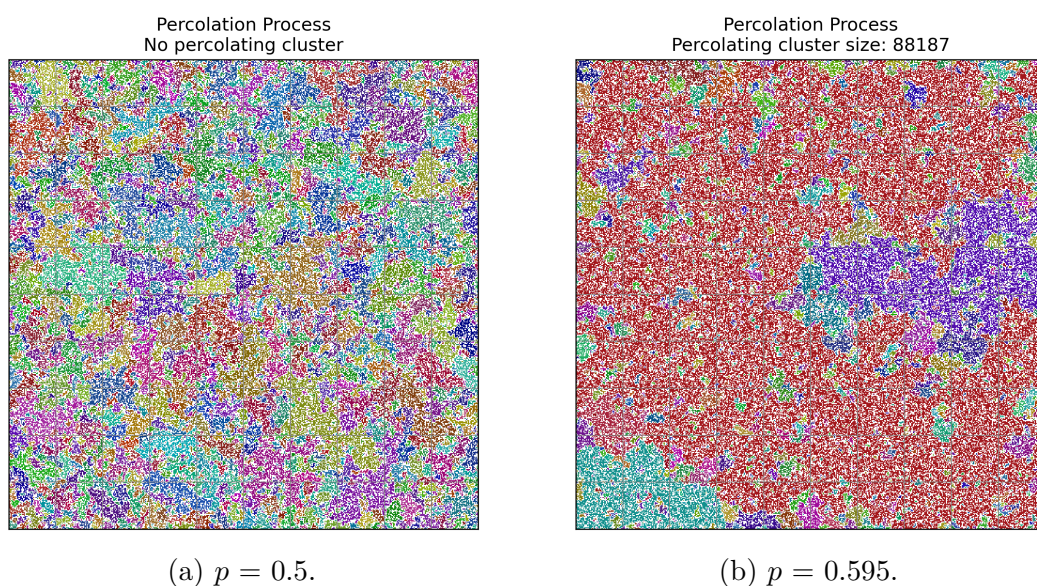 Percolation Process
No percolating cluster
Percolation Process
Percolating cluster size: 88187
(a) p = 0.5.
(b) p = 0.595.